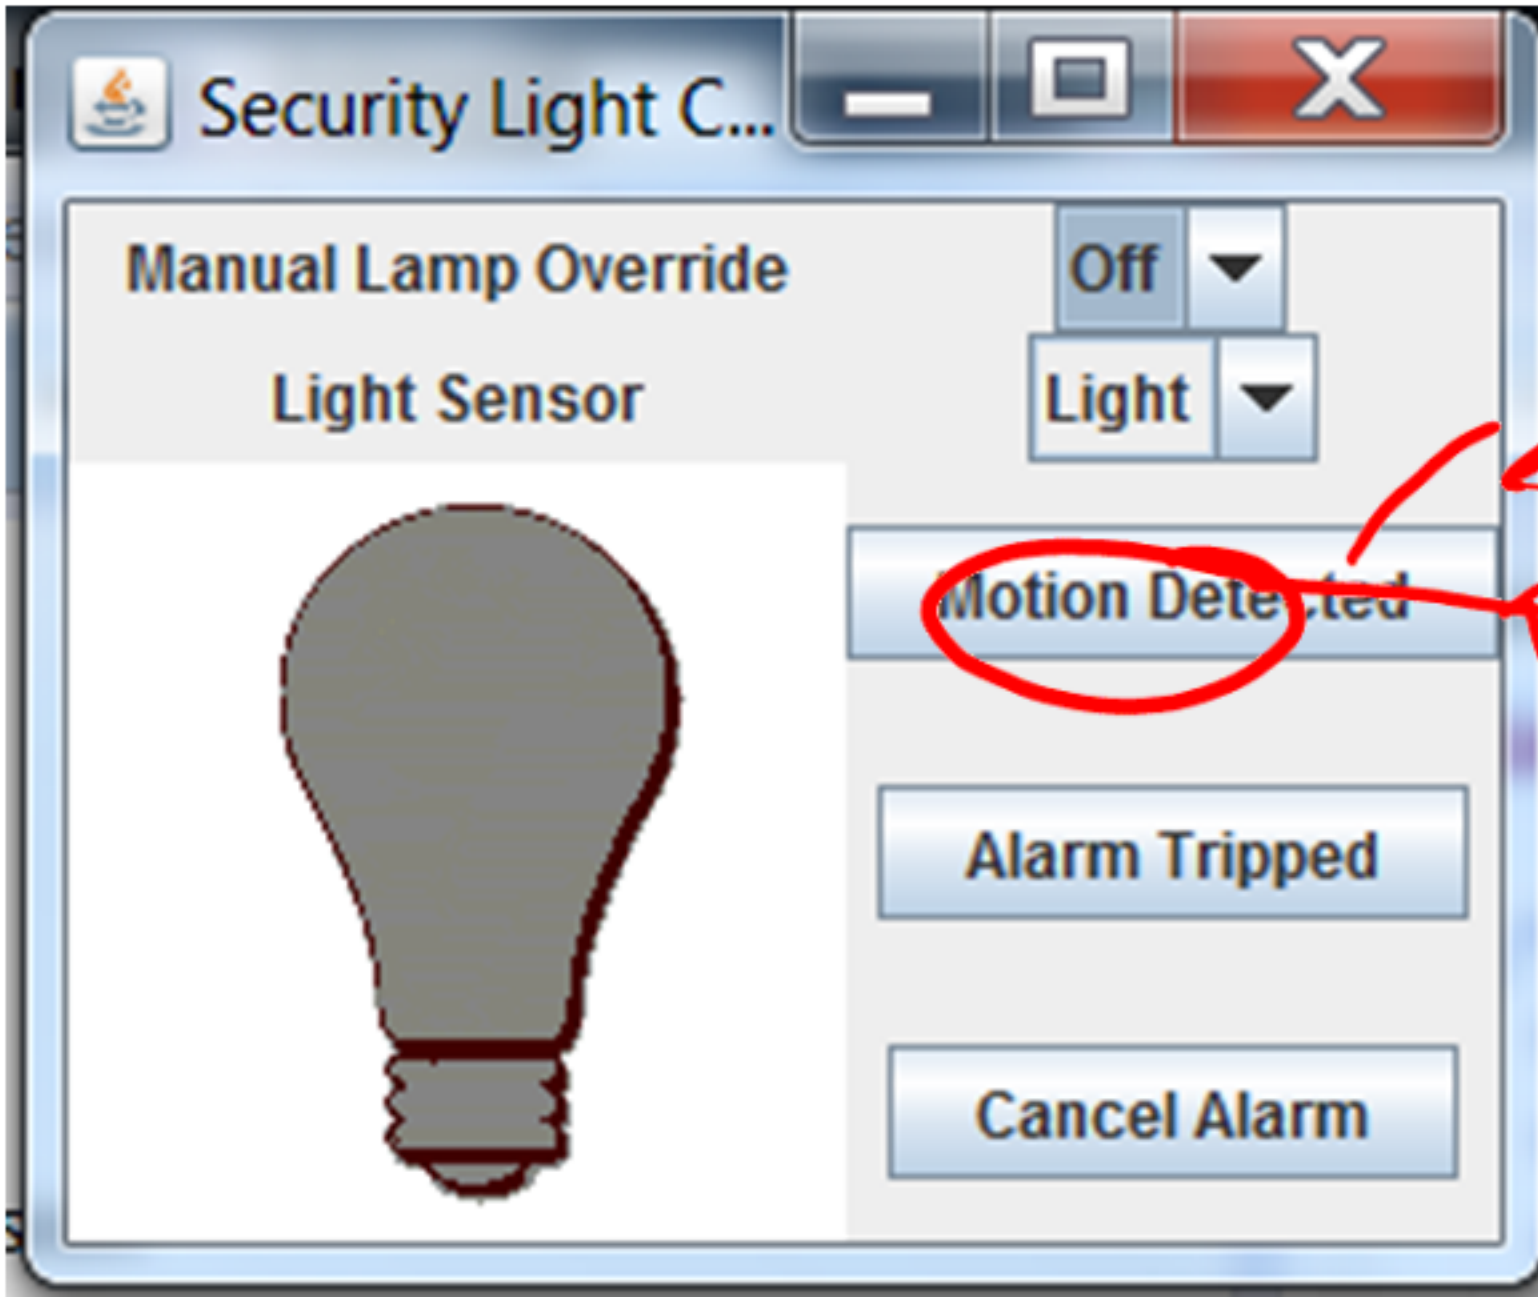 Security Light C...
Manual Lamp Override Off
Light Sensor Light
Motion Detected
Alarm Tripped
Cancel Alarm